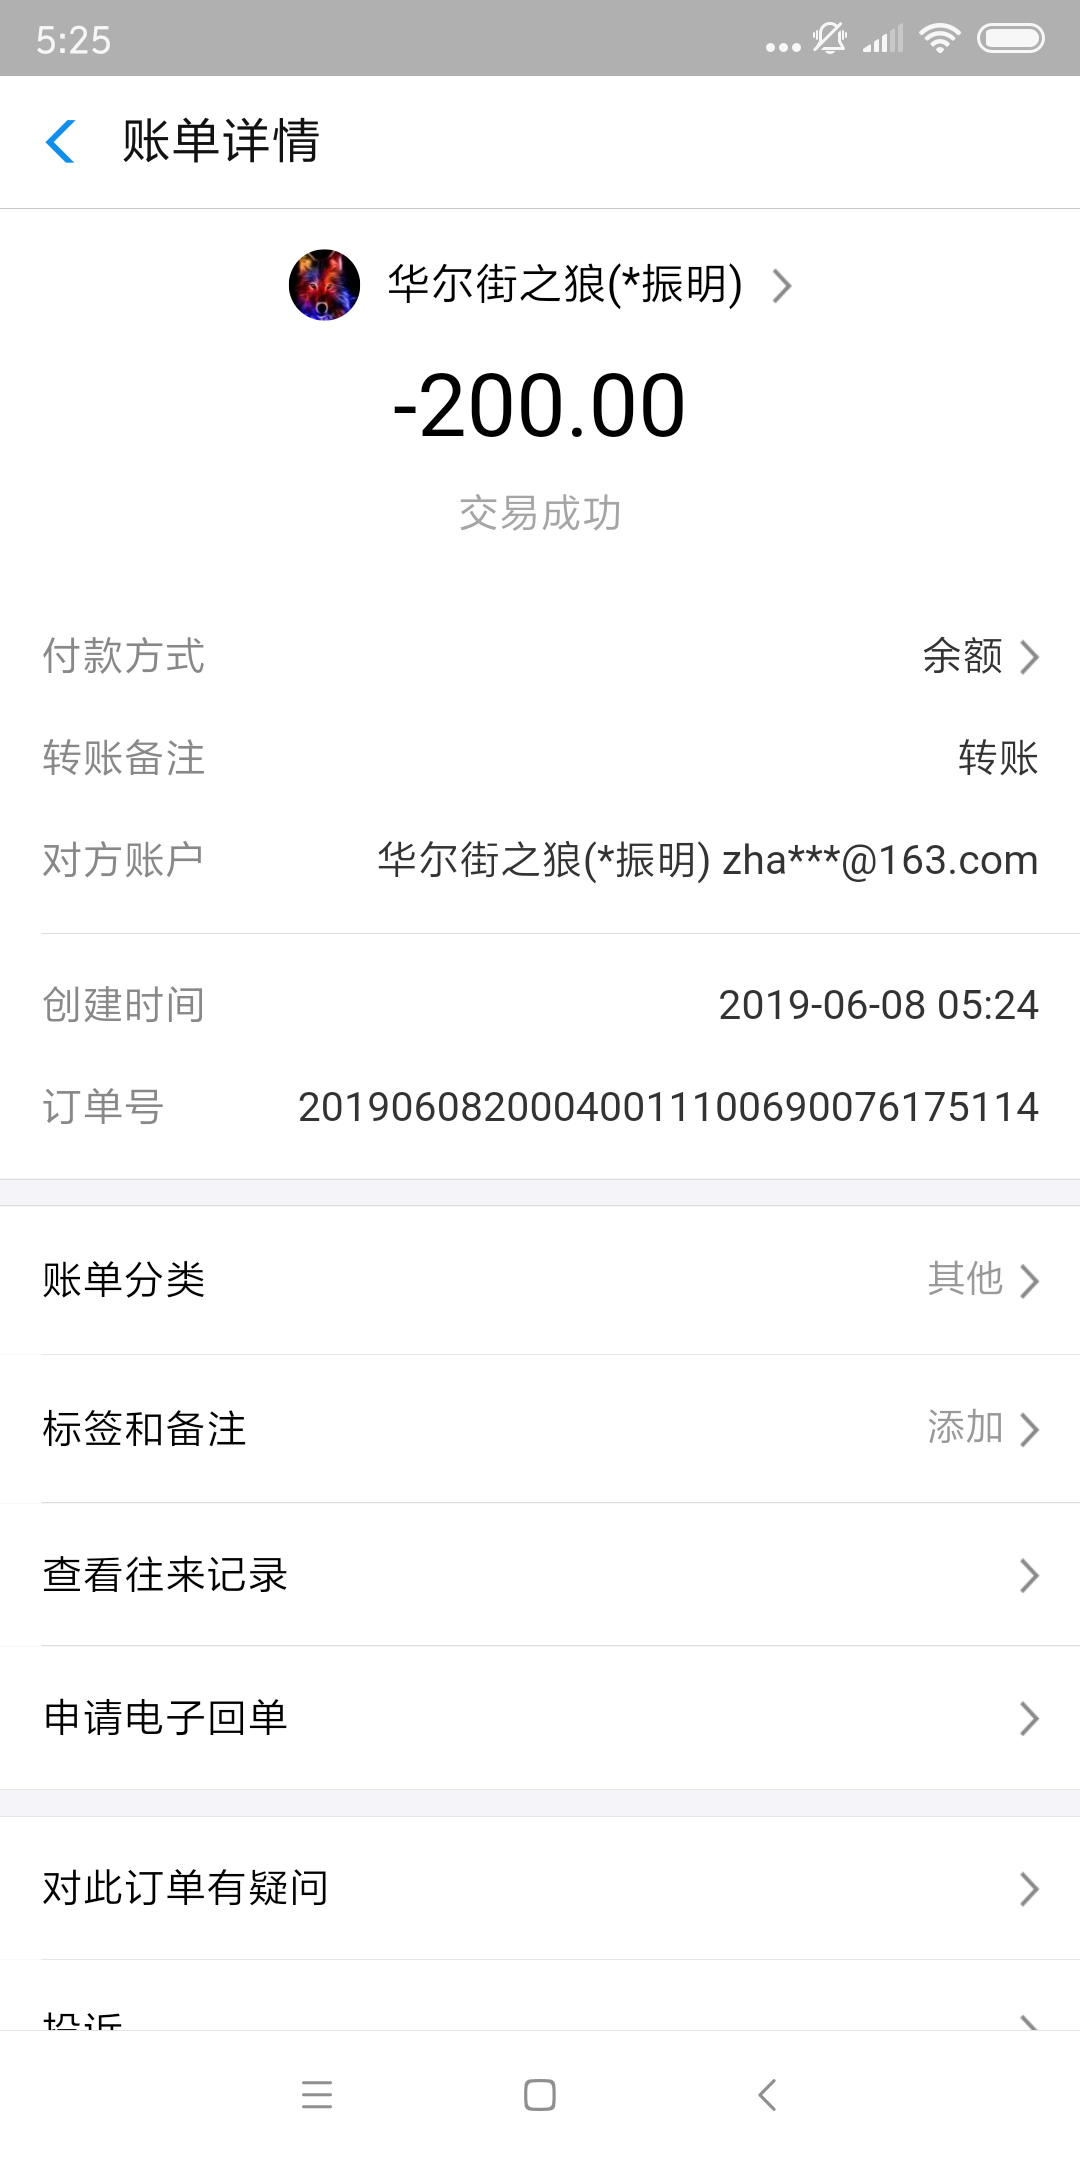 5:25
账单详情
华尔街之狼(*振明)
-200.00
交易成功
付款方式 余额
转账备注 转账
对方账户 华尔街之狼(*振明) zha***@163.com
创建时间 2019-06-08 05:24
订单号 20190608200040011100690076175114
账单分类 其他
标签和备注 添加
查看往来记录
申请电子回单
对此订单有疑问
投诉